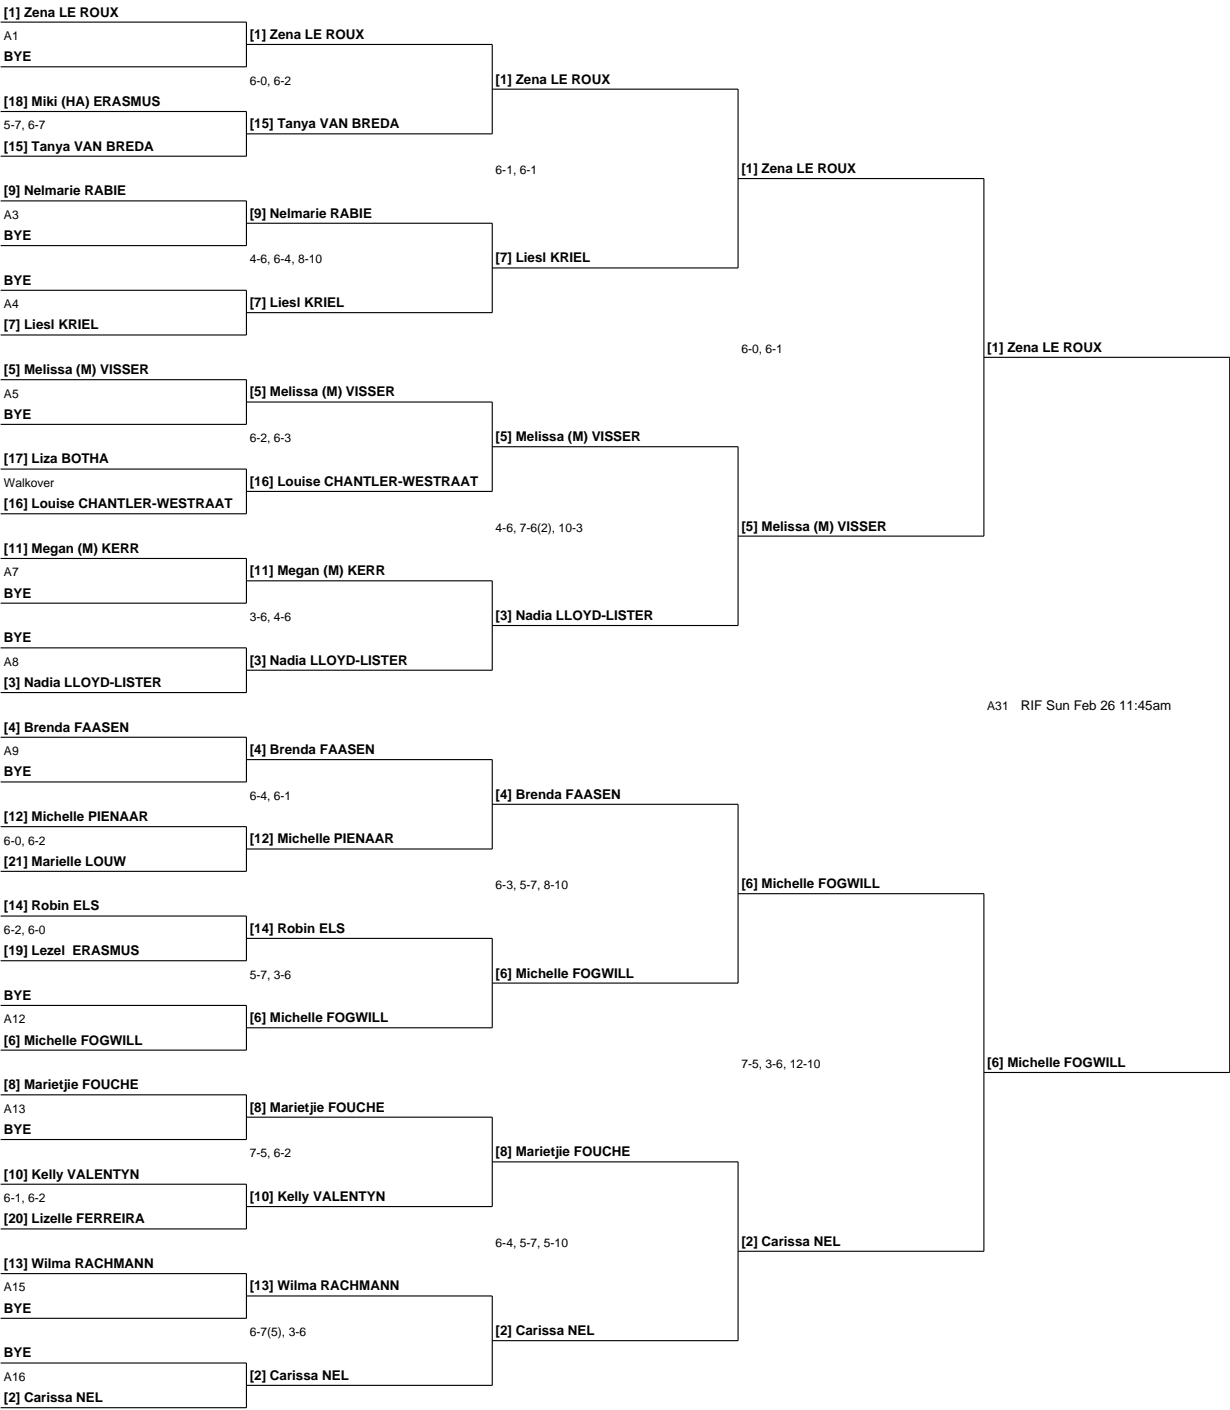 [1] Zena LE ROUX
A1
BYE
[1] Zena LE ROUX
6-0, 6-2
[18] Miki (HA) ERASMUS
5-7, 6-7
[15] Tanya VAN BREDA
[15] Tanya VAN BREDA
[1] Zena LE ROUX
6-1, 6-1
[9] Nelmarie RABIE
A3
BYE
[9] Nelmarie RABIE
4-6, 6-4, 8-10
BYE
A4
[7] Liesl KRIEL
[7] Liesl KRIEL
[7] Liesl KRIEL
[1] Zena LE ROUX
6-0, 6-1
[5] Melissa (M) VISSER
A5
BYE
[5] Melissa (M) VISSER
6-2, 6-3
[17] Liza BOTHA
Walkover
[16] Louise CHANTLER-WESTRAAT
[16] Louise CHANTLER-WESTRAAT
[5] Melissa (M) VISSER
4-6, 7-6(2), 10-3
[11] Megan (M) KERR
A7
BYE
[11] Megan (M) KERR
3-6, 4-6
BYE
A8
[3] Nadia LLOYD-LISTER
[3] Nadia LLOYD-LISTER
[3] Nadia LLOYD-LISTER
[5] Melissa (M) VISSER
[1] Zena LE ROUX
A31 RIF Sun Feb 26 11:45am
[4] Brenda FAASEN
A9
BYE
[4] Brenda FAASEN
6-4, 6-1
[12] Michelle PIENAAR
6-0, 6-2
[21] Marielle LOUW
[12] Michelle PIENAAR
[4] Brenda FAASEN
6-3, 5-7, 8-10
[14] Robin ELS
6-2, 6-0
[19] Lezel ERASMUS
[14] Robin ELS
5-7, 3-6
BYE
A12
[6] Michelle FOGWILL
[6] Michelle FOGWILL
[6] Michelle FOGWILL
[6] Michelle FOGWILL
7-5, 3-6, 12-10
[8] Marietjie FOUCHE
A13
BYE
[8] Marietjie FOUCHE
7-5, 6-2
[10] Kelly VALENTYN
6-1, 6-2
[20] Lizelle FERREIRA
[10] Kelly VALENTYN
[8] Marietjie FOUCHE
6-4, 5-7, 5-10
[13] Wilma RACHMANN
A15
BYE
[13] Wilma RACHMANN
6-7(5), 3-6
BYE
A16
[2] Carissa NEL
[2] Carissa NEL
[2] Carissa NEL
[2] Carissa NEL
[6] Michelle FOGWILL